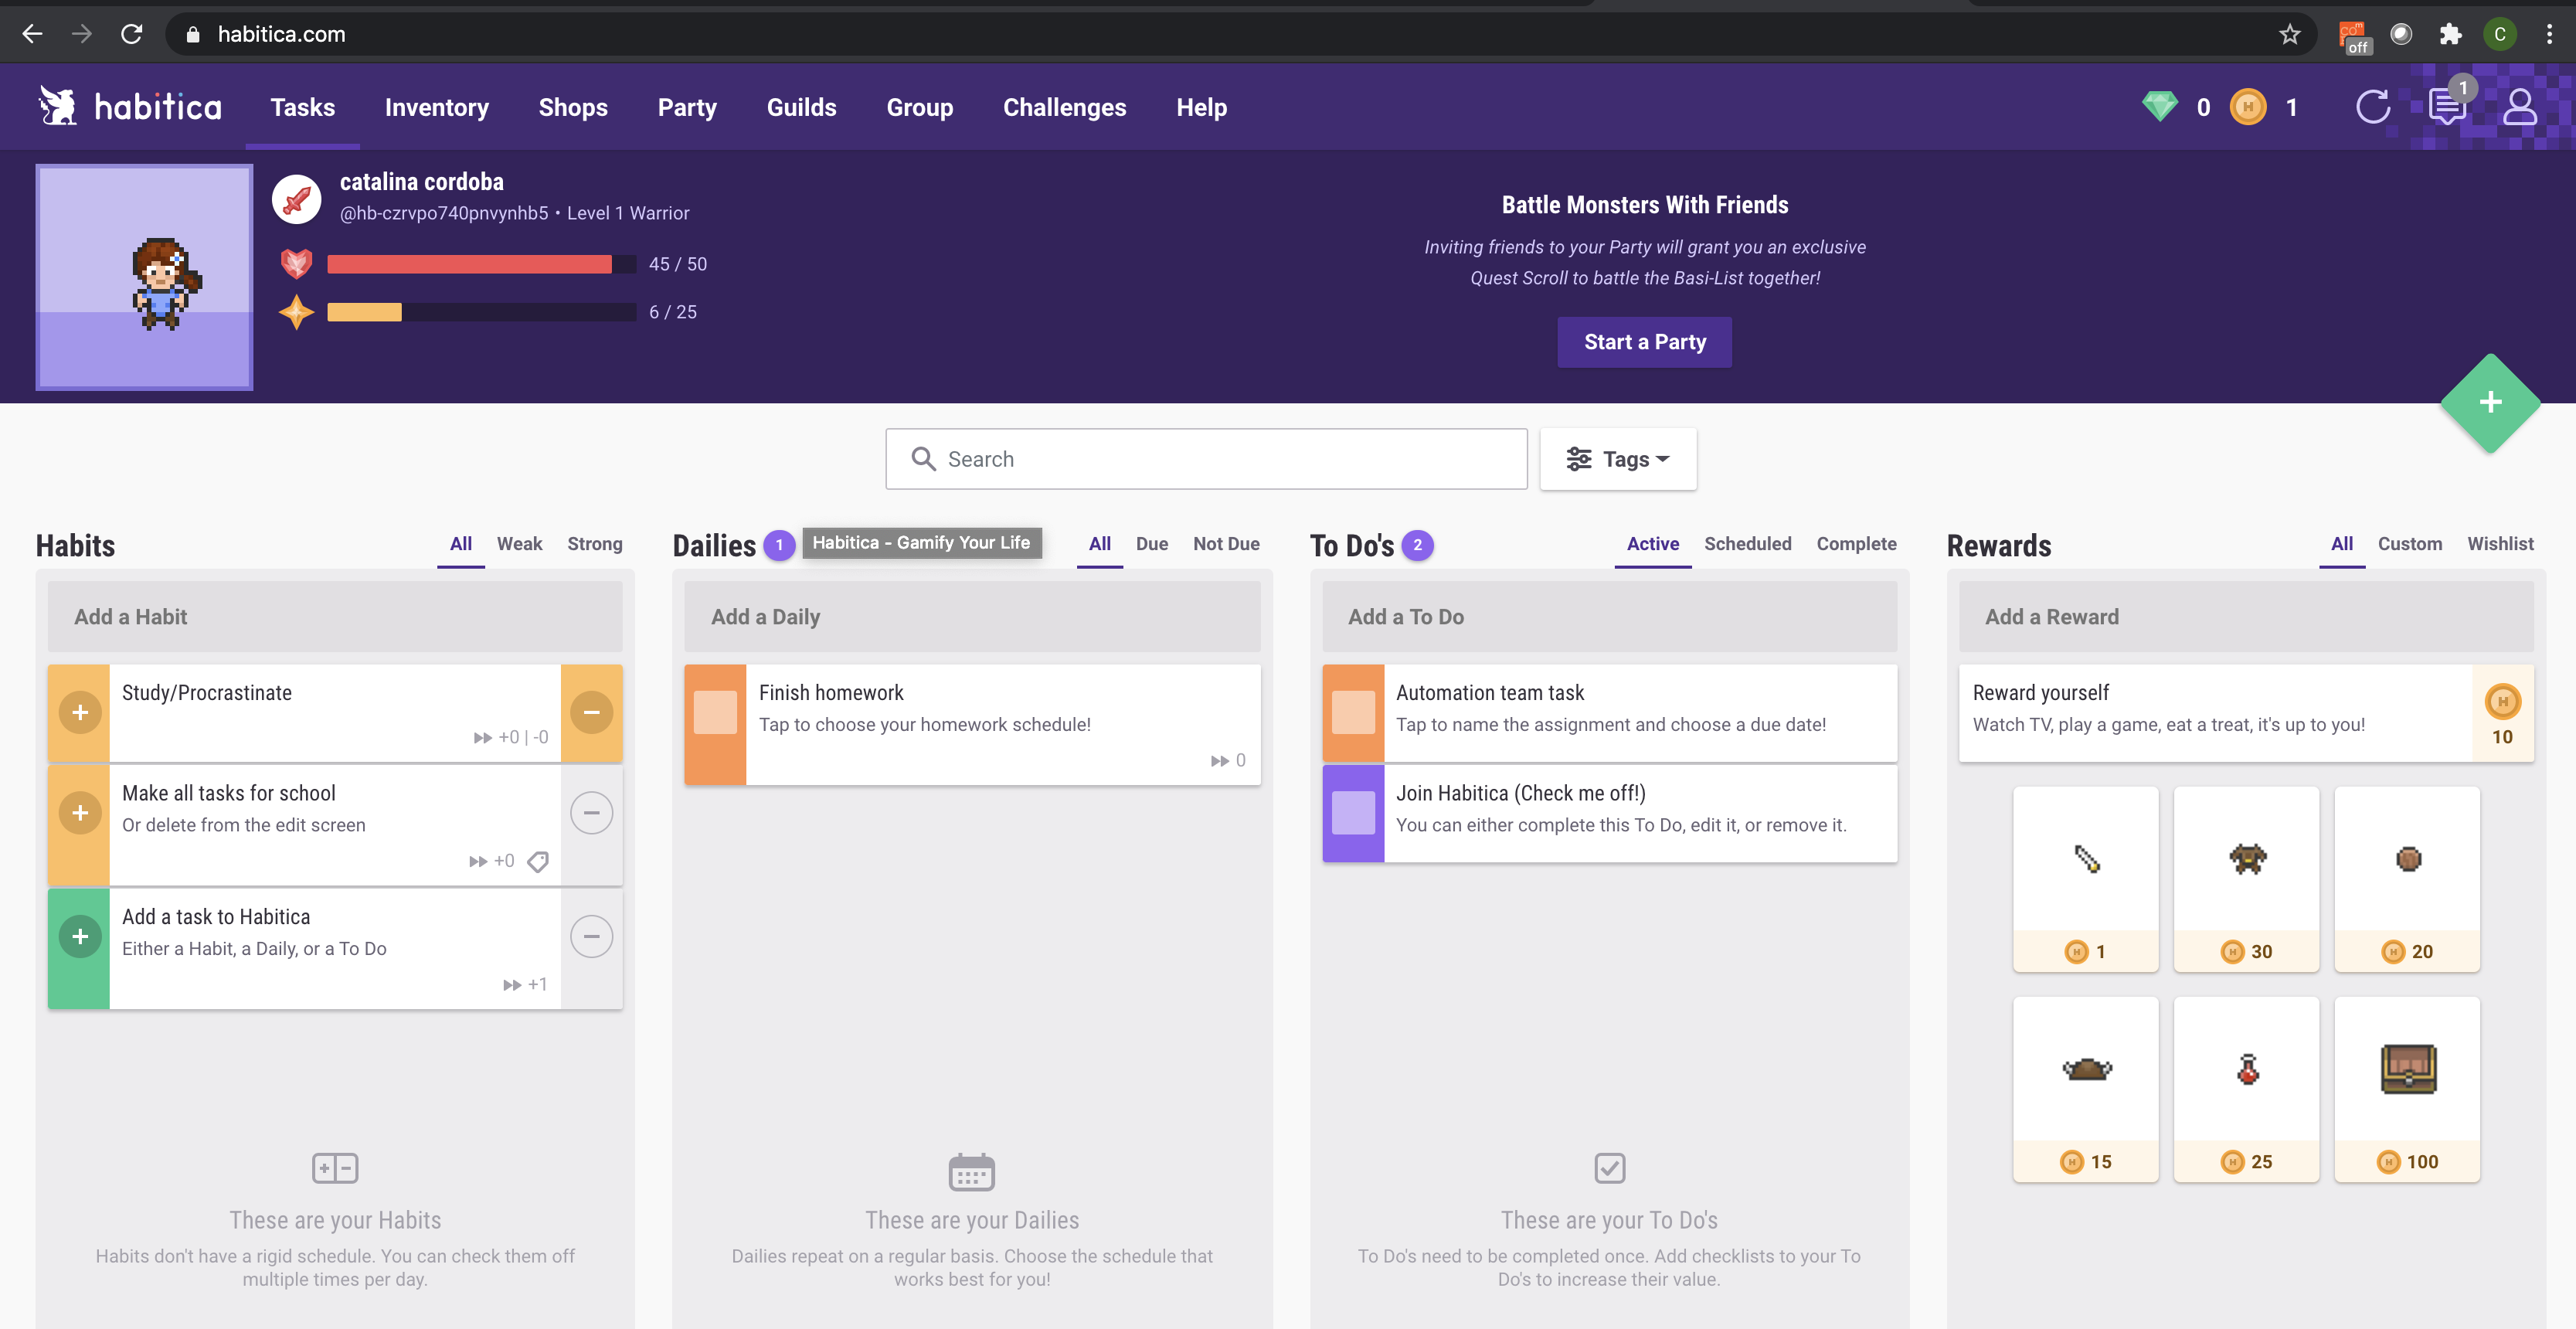 habitica.com
off
C
habitica
Tasks
Inventory
Shops
Party
Guilds
Group
Challenges
Help
0
1
1
catalina cordoba
@hb-czrvpo740pnvynhb5 • Level 1 Warrior
45 / 50
6 / 25
Battle Monsters With Friends
Inviting friends to your Party will grant you an exclusive
Quest Scroll to battle the Basi-List together!
Start a Party
Search
Tags
Habits
All
Weak
Strong
Add a Habit
Study/Procrastinate
+0 | -0
Make all tasks for school
Or delete from the edit screen
+0
Add a task to Habitica
Either a Habit, a Daily, or a To Do
+1
These are your Habits
Habits don't have a rigid schedule. You can check them off
multiple times per day.
Dailies
1
Habitica - Gamify Your Life
All
Due
Not Due
Add a Daily
Finish homework
Tap to choose your homework schedule!
0
These are your Dailies
Dailies repeat on a regular basis. Choose the schedule that
works best for you!
To Do's
2
Active
Scheduled
Complete
Add a To Do
Automation team task
Tap to name the assignment and choose a due date!
Join Habitica (Check me off!)
You can either complete this To Do, edit it, or remove it.
These are your To Do's
To Do's need to be completed once. Add checklists to your To
Do's to increase their value.
Rewards
All
Custom
Wishlist
Add a Reward
Reward yourself
Watch TV, play a game, eat a treat, it's up to you!
10
1
30
20
15
25
100